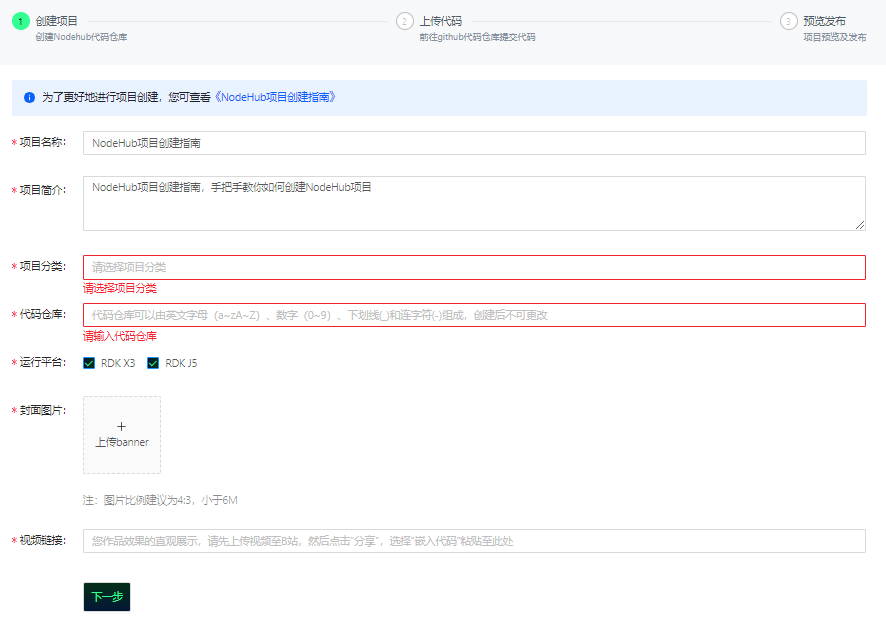 1 创建项目
创建Nodehub代码仓库
2 上传代码
前往github代码仓库提交代码
3 预览发布
项目预览及发布
为了更好地进行项目创建，您可查看《NodeHub项目创建指南》
* 项目名称: NodeHub项目创建指南
* 项目简介: NodeHub项目创建指南，手把手教你如何创建NodeHub项目
* 项目分类: 请选择项目分类
请选择项目分类
* 代码仓库: 代码仓库可以由英文字母（a~zA~Z）、数字（0~9）、下划线(_)和连字符(-)组成，创建后不可更改
请输入代码仓库
* 运行平台: RDK X3 RDK J5
* 封面图片: +
上传banner
注：图片比例建议为4:3，小于6M
* 视频链接: 您作品效果的直观展示，请先上传视频至B站，然后点击“分享”，选择“嵌入代码”粘贴至此处
下一步